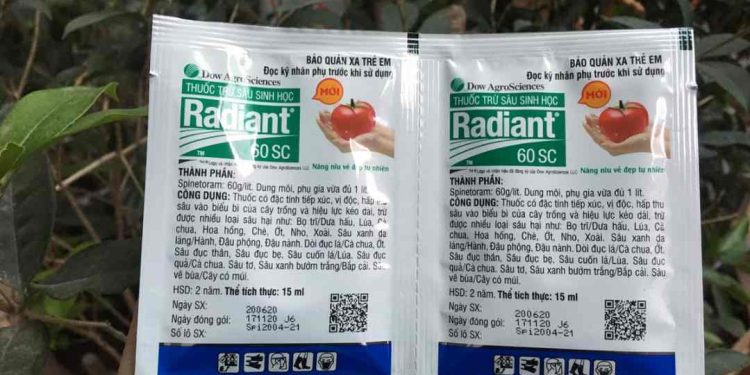 BẢO QUẢN XA TRẺ EM
Đọc kỹ nhãn phụ trước khi sử dụng
Dow AgroSciences
THUỐC TRỪ SÂU SINH HỌC
MỚI
Radiant
60 SC
TM
Nâng niu vẻ đẹp tự nhiên
THÀNH PHẦN:
Spinetoram: 60g/lít. Dung môi, phụ gia vừa đủ 1 lít.
CÔNG DỤNG: Thuốc có đặc tính tiếp xúc, vị độc, hấp thu
sâu vào biểu bì của cây trồng và hiệu lực kéo dài, trừ
được nhiều loại sâu hại như: Bọ trĩ/Dưa hấu, Lúa, Cà
chua, Hoa hồng, Chè, Ớt, Nho, Xoài. Sâu xanh da
láng/Hành, Đậu phộng, Đậu nành. Dòi đục lá/Cà chua, Ớt.
Sâu đục thân, Sâu đục bẹ, Sâu cuốn lá/Lúa. Sâu đục
quả/Cà chua. Sâu tơ, Sâu xanh bướm trắng/Bắp cải. Sâu
vẽ bùa/Cây có múi.
HSD: 2 năm. Thể tích thực: 15 ml
Ngày SX: 200620
Ngày đóng gói: 171120 J6
Số lô SX: SPi2004-21
BẢO QUẢN XA TRẺ EM
Đọc kỹ nhãn phụ trước khi sử dụng
Dow AgroSciences
THUỐC TRỪ SÂU SINH HỌC
MỚI
Radiant
60 SC
TM
Nâng niu vẻ đẹp tự nhiên
THÀNH PHẦN:
Spinetoram: 60g/lít. Dung môi, phụ gia vừa đủ 1 lít.
CÔNG DỤNG: Thuốc có đặc tính tiếp xúc, vị độc, hấp thu
sâu vào biểu bì của cây trồng và hiệu lực kéo dài, trừ
được nhiều loại sâu hại như: Bọ trĩ/Dưa hấu, Lúa, Cà
chua, Hoa hồng, Chè, Ớt, Nho, Xoài. Sâu xanh da
láng/Hành, Đậu phộng, Đậu nành. Dòi đục lá/Cà chua, Ớt.
Sâu đục thân, Sâu đục bẹ, Sâu cuốn lá/Lúa. Sâu đục
quả/Cà chua. Sâu tơ, Sâu xanh bướm trắng/Bắp cải. Sâu
vẽ bùa/Cây có múi.
HSD: 2 năm. Thể tích thực: 15 ml
Ngày SX: 200620
Ngày đóng gói: 171120 J6
Số lô SX: SPi2004-21